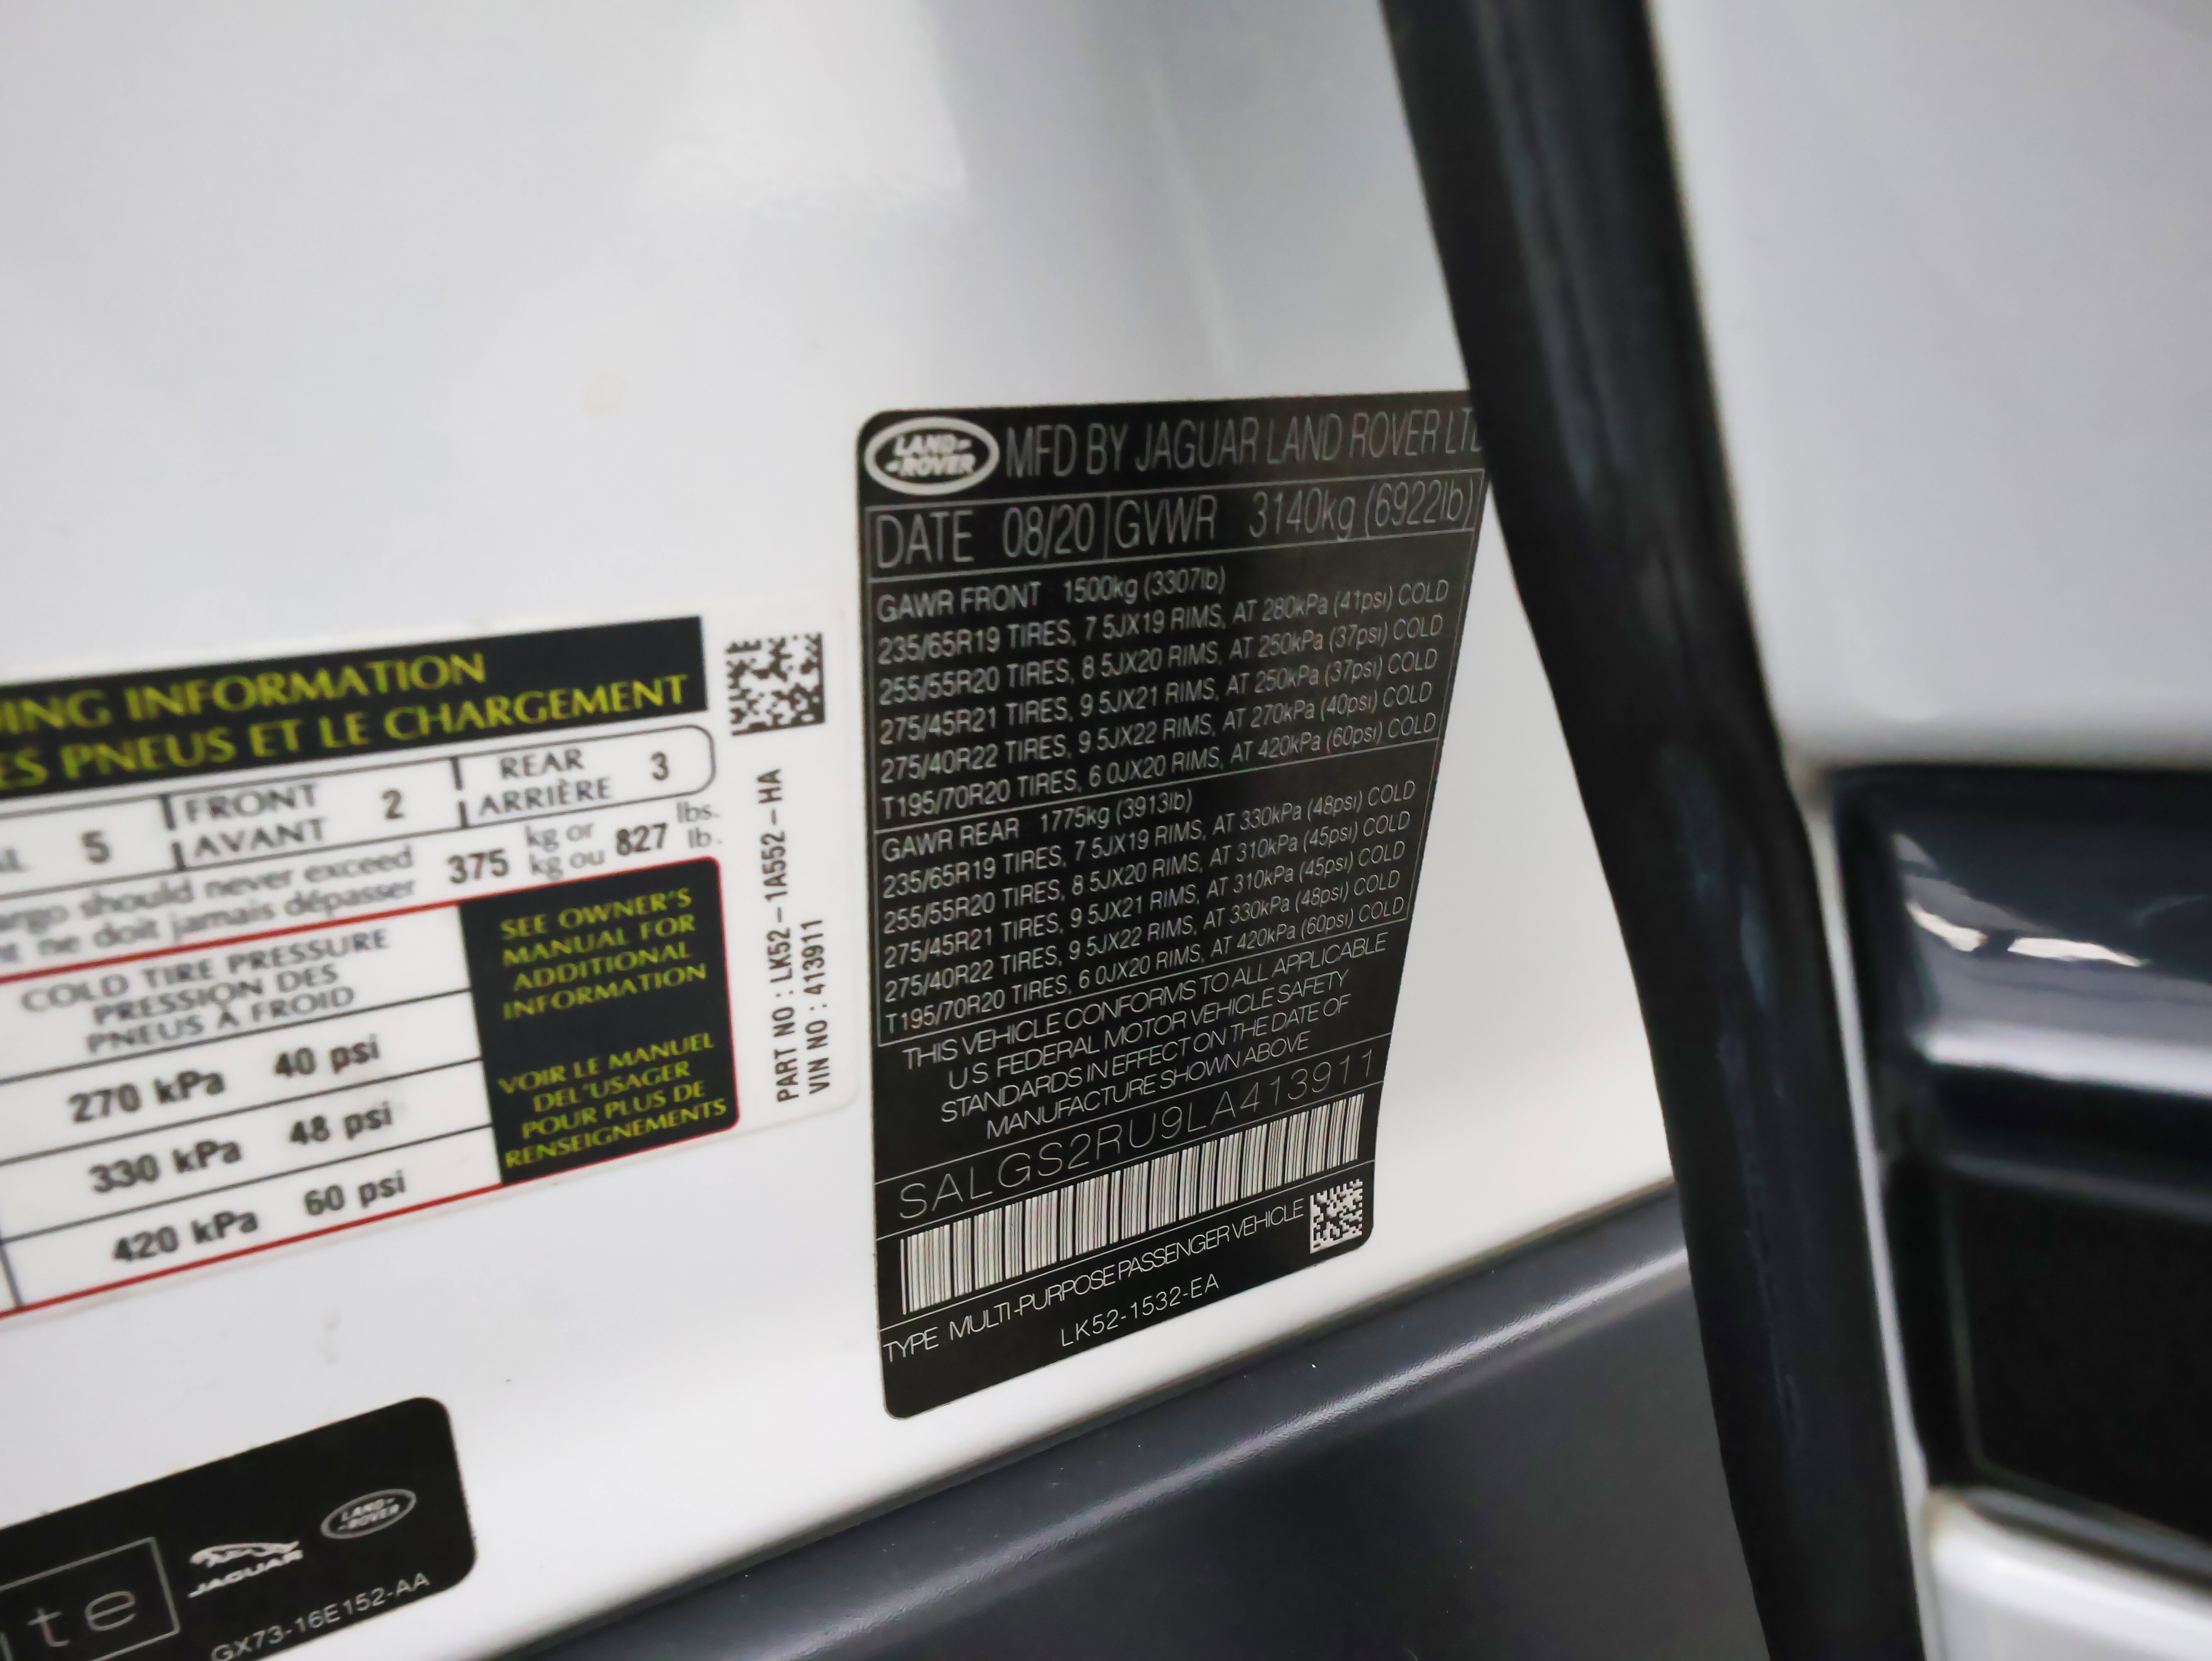 ING INFORMATION
ES PNEUS ET LE CHARGEMENT
5
FRONT
AVANT
2
REAR
ARRIÈRE
3
argo should never exceed
ne doit jamais dépasser
375
kg or
kg ou
827
lbs.
lb.
COLD TIRE PRESSURE
PRESSION DES
PNEUS À FROID
270 kPa 40 psi
330 kPa 48 psi
420 kPa 60 psi
SEE OWNER'S
MANUAL FOR
ADDITIONAL
INFORMATION
VOIR LE MANUEL
DEL'USAGER
POUR PLUS DE
RENSEIGNEMENTS
PART NO : LK52-1A552-HA
VIN NO : 413911
LAND-
-ROVER
MFD BY JAGUAR LAND ROVER LTD
DATE 08/20 GVWR 3140kg (6922lb)
GAWR FRONT 1500kg (3307lb)
235/65R19 TIRES, 7 5JX19 RIMS, AT 280kPa (41psi) COLD
255/55R20 TIRES, 8 5JX20 RIMS, AT 250kPa (37psi) COLD
275/45R21 TIRES, 9 5JX21 RIMS, AT 250kPa (37psi) COLD
275/40R22 TIRES, 9 5JX22 RIMS, AT 270kPa (40psi) COLD
T195/70R20 TIRES, 6 0JX20 RIMS, AT 420kPa (60psi) COLD
GAWR REAR 1775kg (3913lb)
235/65R19 TIRES, 7 5JX19 RIMS, AT 330kPa (48psi) COLD
255/55R20 TIRES, 8 5JX20 RIMS, AT 310kPa (45psi) COLD
275/45R21 TIRES, 9 5JX21 RIMS, AT 310kPa (45psi) COLD
275/40R22 TIRES, 9 5JX22 RIMS, AT 330kPa (48psi) COLD
T195/70R20 TIRES, 6 0JX20 RIMS, AT 420kPa (60psi) COLD
THIS VEHICLE CONFORMS TO ALL APPLICABLE
U S FEDERAL MOTOR VEHICLE SAFETY
STANDARDS IN EFFECT ON THE DATE OF
MANUFACTURE SHOWN ABOVE
SALGS2RU9LA413911
TYPE MULTI-PURPOSE PASSENGER VEHICLE
LK52-1532-EA
te
JAGUAR
LAND-
-ROVER
GX73-16E152-AA